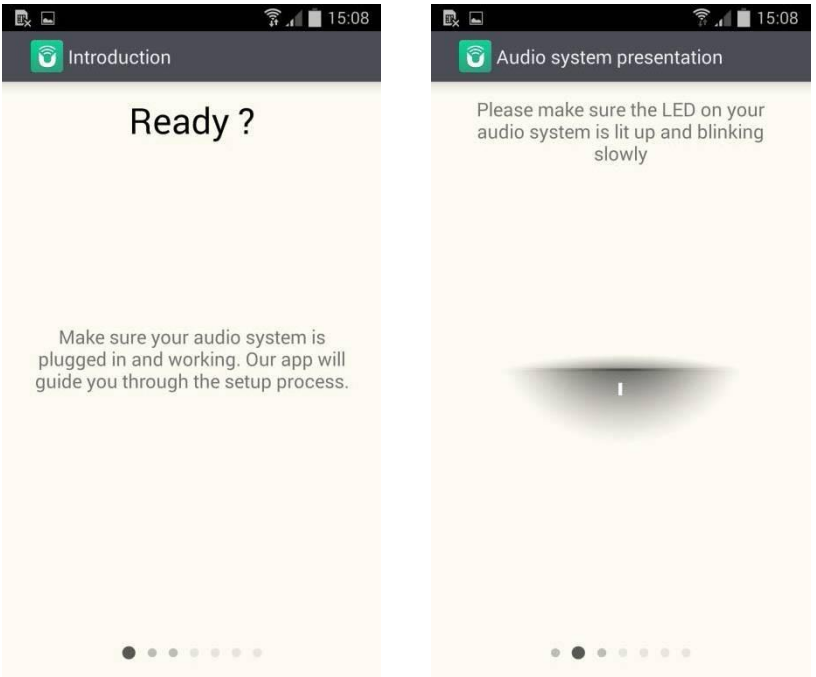 15:08
Introduction
Ready ?
Make sure your audio system is
plugged in and working. Our app will
guide you through the setup process.
15:08
Audio system presentation
Please make sure the LED on your
audio system is lit up and blinking
slowly